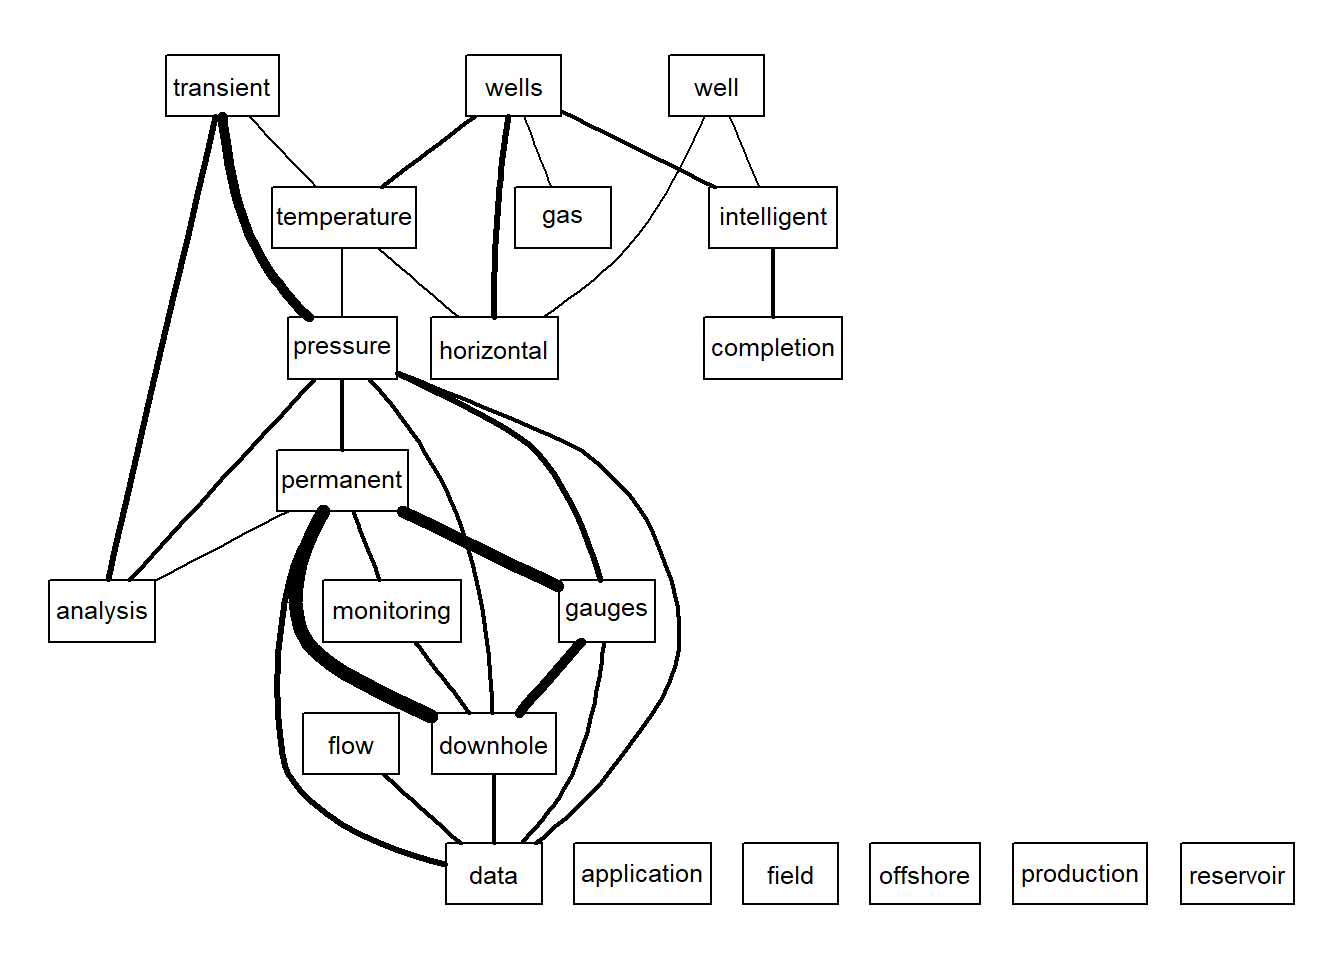 transient
wells
well
temperature
gas
intelligent
pressure
horizontal
completion
permanent
analysis
monitoring
gauges
flow
downhole
data
application
field
offshore
production
reservoir